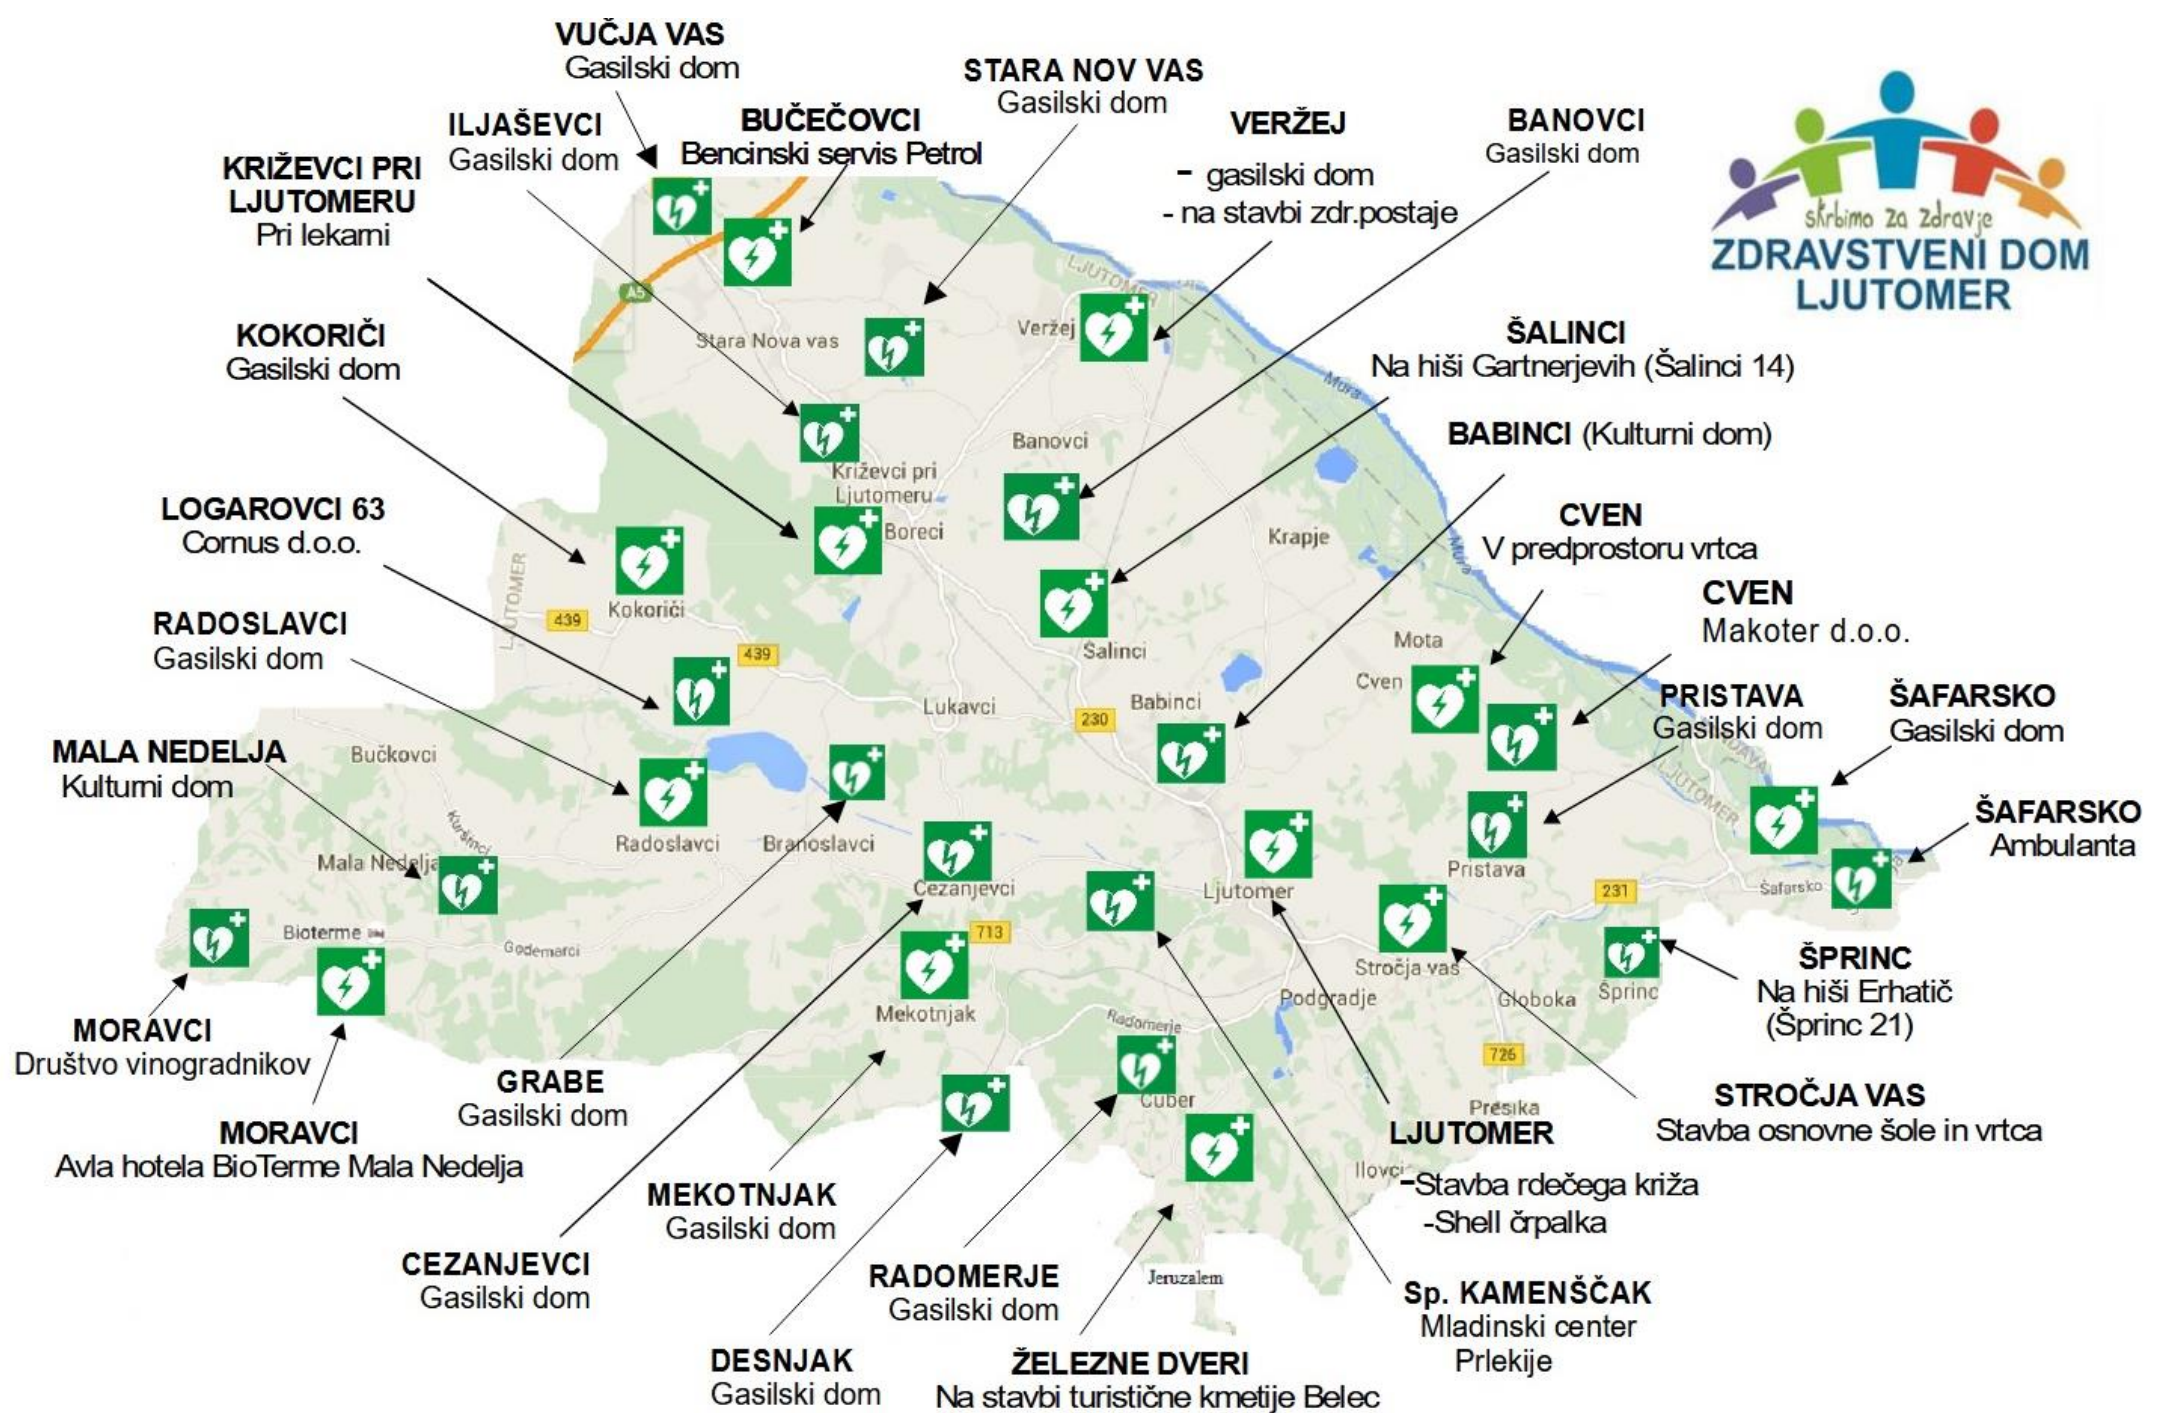 VUČJA VAS
Gasilski dom
STARA NOV VAS
Gasilski dom
ILJAŠEVCI
Gasilski dom
BUČEČOVCI
Bencinski servis Petrol
VERŽEJ
- gasilski dom
- na stavbi zdr.postaje
BANOVCI
Gasilski dom
skrbimo za zdravje
ZDRAVSTVENI DOM
LJUTOMER
KRIŽEVCI PRI
LJUTOMERU
Pri lekarni
KOKORIČI
Gasilski dom
ŠALINCI
Na hiši Gartnerjevih (Šalinci 14)
BABINCI (Kulturni dom)
LOGAROVCI 63
Cornus d.o.o.
CVEN
V predprostoru vrtca
CVEN
Makoter d.o.o.
RADOSLAVCI
Gasilski dom
PRISTAVA
Gasilski dom
ŠAFARSKO
Gasilski dom
MALA NEDELJA
Kulturni dom
ŠAFARSKO
Ambulanta
A5
LJUTOMER
Stara Nova vas
Veržej
Mura
Banovci
Križevci pri
Ljutomeru
Boreci
Krapje
Mura
LJUTOMER
Kokoriči
439
439
Šalinci
Mota
Cven
Lukavci
Babinci
230
Bučkovci
LJUTOMER
Kuršinci
Radoslavci
Branoslavci
Mala Nedelja
Cezanjevci
Ljutomer
Pristava
231
Šafarsko
Bioterme
Godemarci
713
Stročja vas
Mekotnjak
Podgradje
Globoka
Šprinc
Radomerje
726
Cuber
Presika
Ilovci
Jeruzalem
MORAVCI
Društvo vinogradnikov
MORAVCI
Avla hotela BioTerme Mala Nedelja
GRABE
Gasilski dom
ŠPRINC
Na hiši Erhatič
(Šprinc 21)
STROČJA VAS
Stavba osnovne šole in vrtca
LJUTOMER
-Stavba rdečega križa
-Shell črpalka
MEKOTNJAK
Gasilski dom
CEZANJEVCI
Gasilski dom
RADOMERJE
Gasilski dom
Sp. KAMENŠČAK
Mladinski center
Prlekije
DESNJAK
Gasilski dom
ŽELEZNE DVERI
Na stavbi turistične kmetije Belec